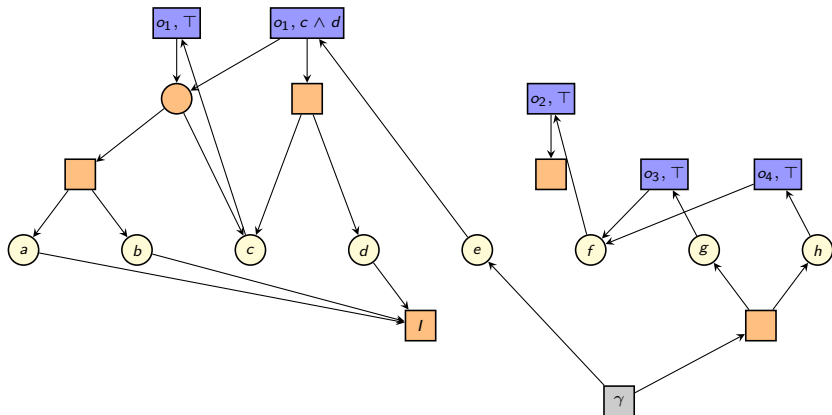 o₁, ⊤
o₁, c ∧ d
o₂, ⊤
o₃, ⊤
o₄, ⊤
a
b
c
d
e
f
g
h
I
γ